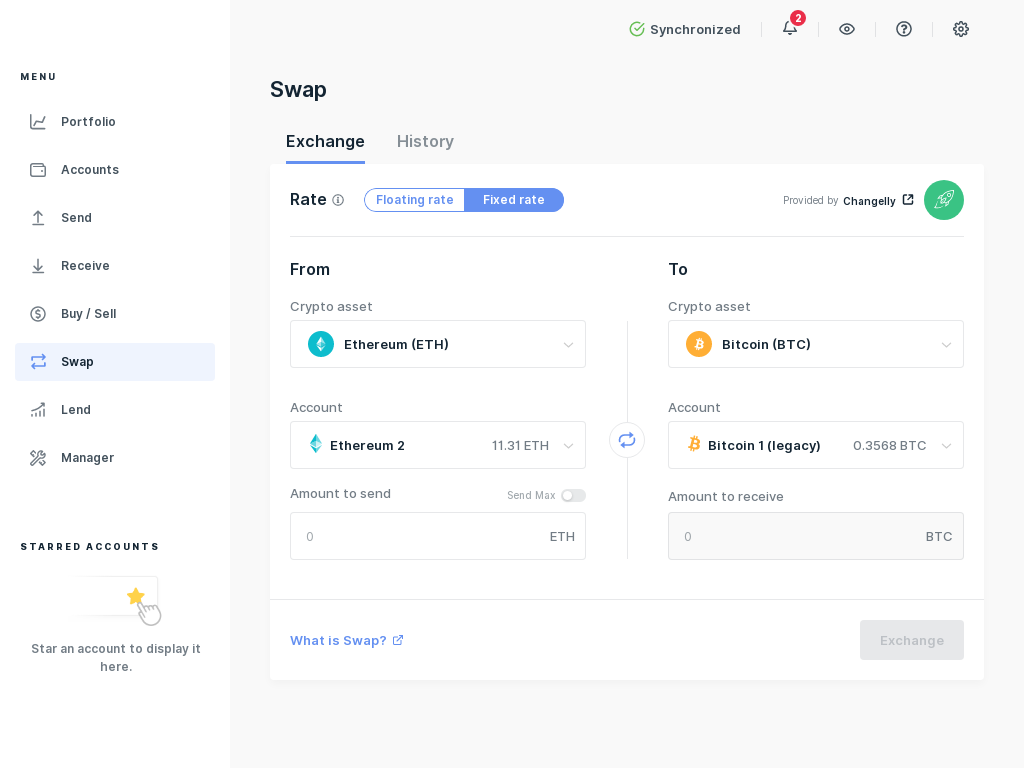 Synchronized
2
MENU
Portfolio
Accounts
Send
Receive
Buy / Sell
Swap
Lend
Manager
STARRED ACCOUNTS
Star an account to display it
here.
Swap
Exchange
History
Rate
Floating rate
Fixed rate
Provided by Changelly
From
Crypto asset
Ethereum (ETH)
Account
Ethereum 2
11.31 ETH
Amount to send
Send Max
0
ETH
To
Crypto asset
Bitcoin (BTC)
Account
Bitcoin 1 (legacy)
0.3568 BTC
Amount to receive
0
BTC
What is Swap?
Exchange